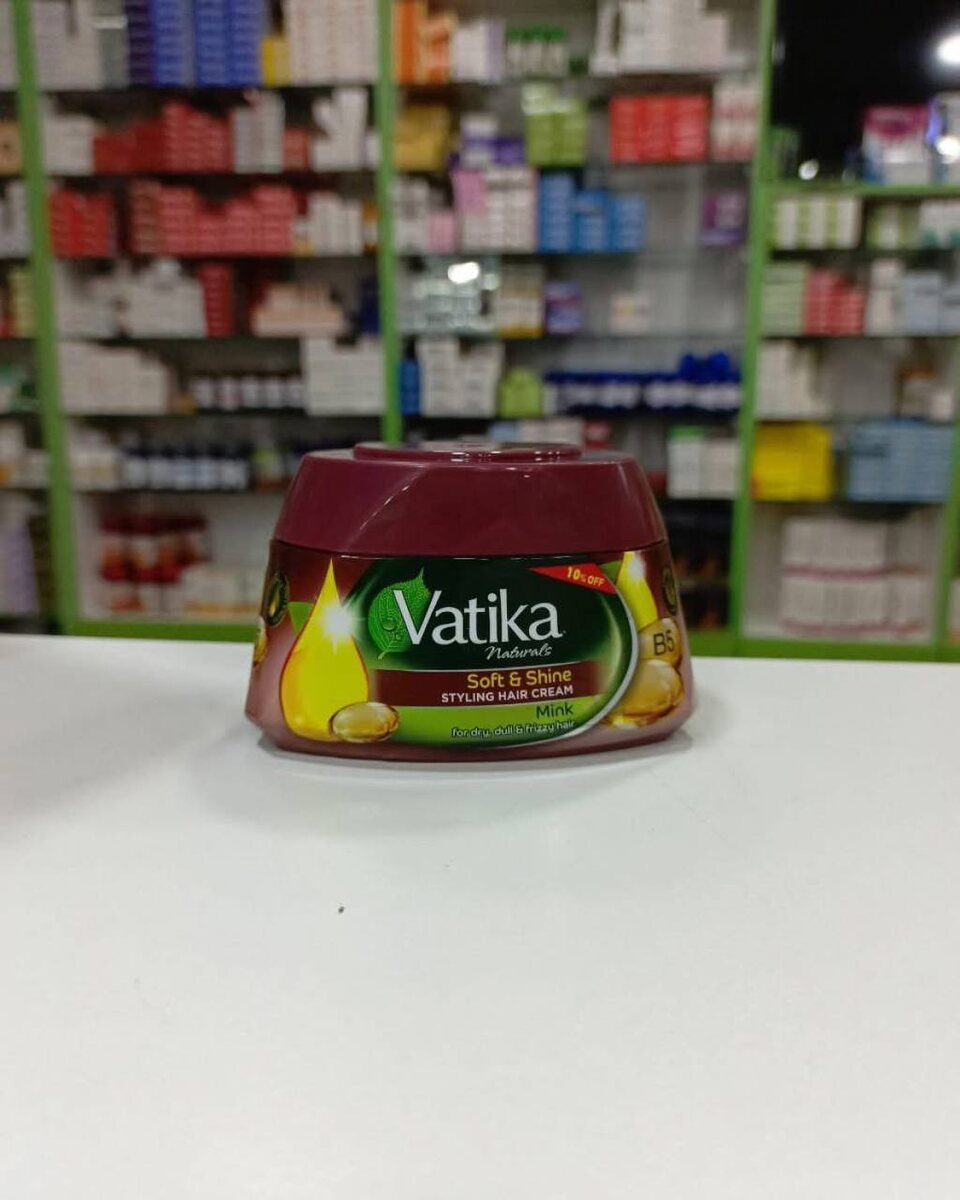 10% OFF
Vatika
Naturals
B5
Soft & Shine
STYLING HAIR CREAM
Mink
for dry, dull & frizzy hair